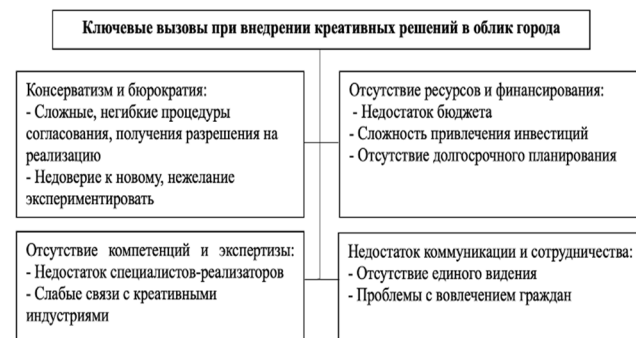 Ключевые вызовы при внедрении креативных решений в облик города
Консерватизм и бюрократия:
- Сложные, негибкие процедуры
согласования, получения разрешения на
реализацию
- Недоверие к новому, нежелание
экспериментировать
Отсутствие ресурсов и финансирования:
- Недостаток бюджета
- Сложность привлечения инвестиций
- Отсутствие долгосрочного планирования
Отсутствие компетенций и экспертизы:
- Недостаток специалистов-реализаторов
- Слабые связи с креативными
индустриями
Недостаток коммуникации и сотрудничества:
- Отсутствие единого видения
- Проблемы с вовлечением граждан